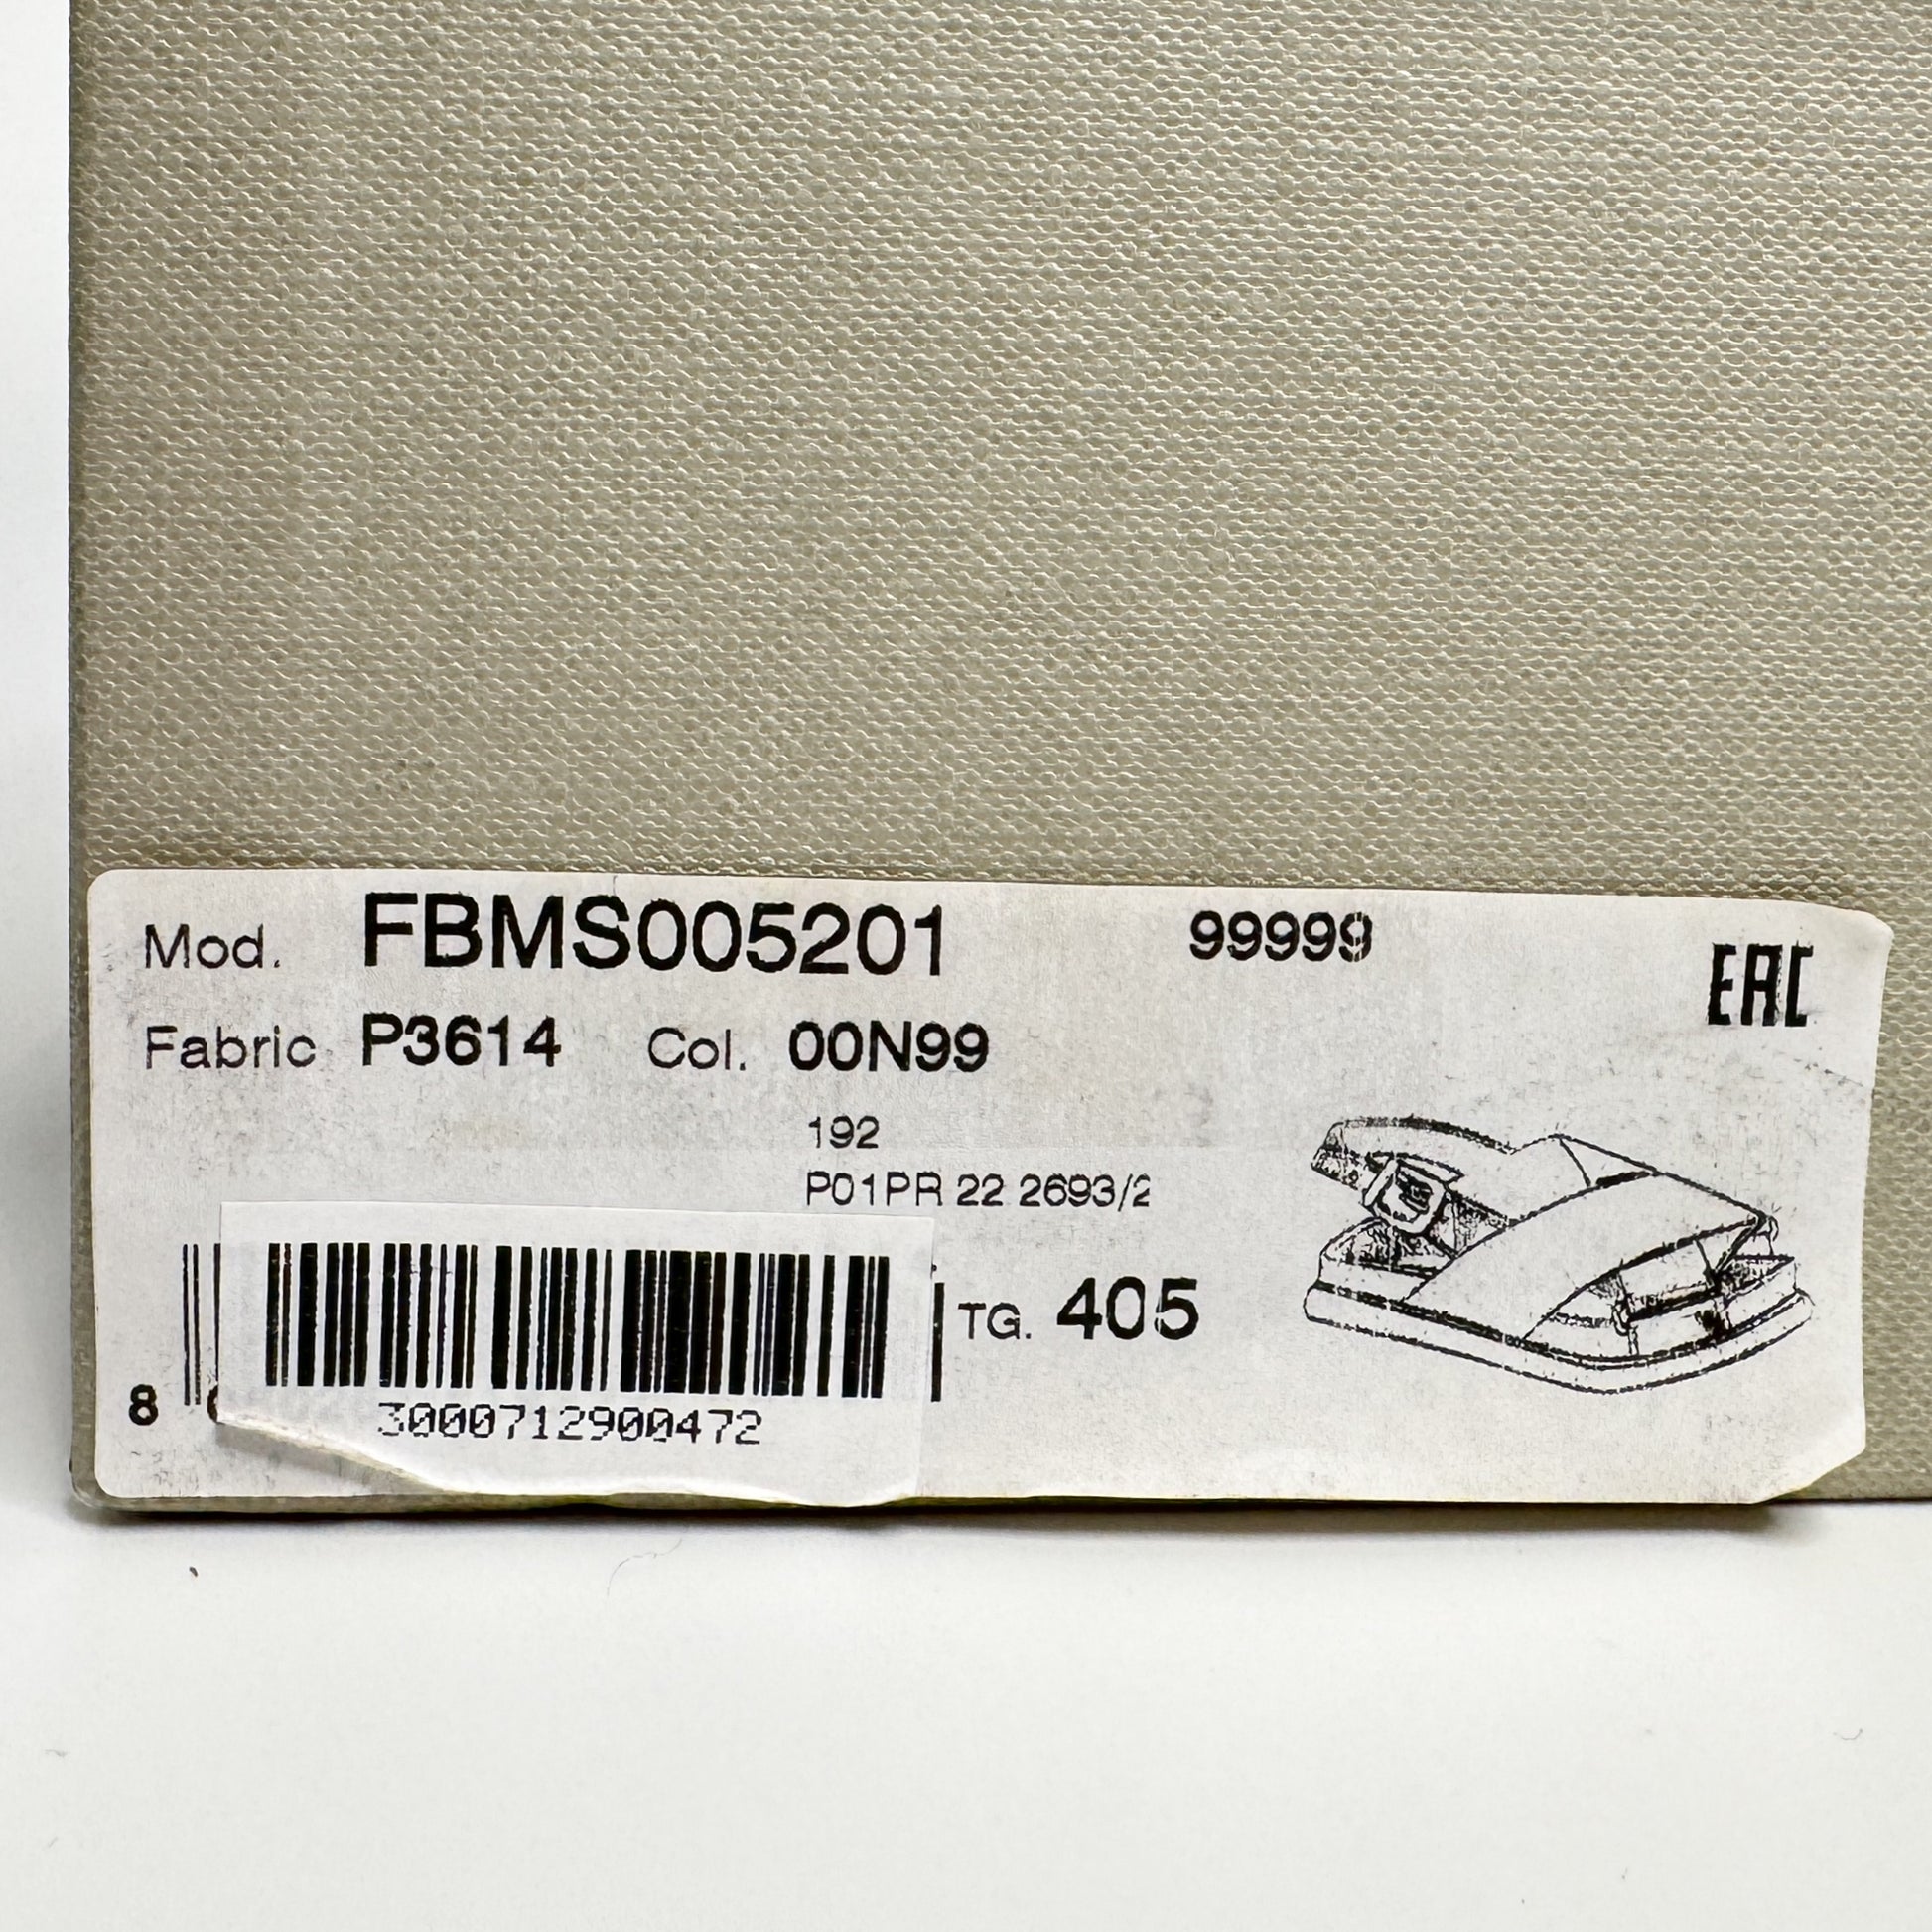 Mod. FBMS005201 99999
EAC
Fabric P3614 Col. 00N99
192
P01PR 22 2693/2
TG. 405
8
3000712900472